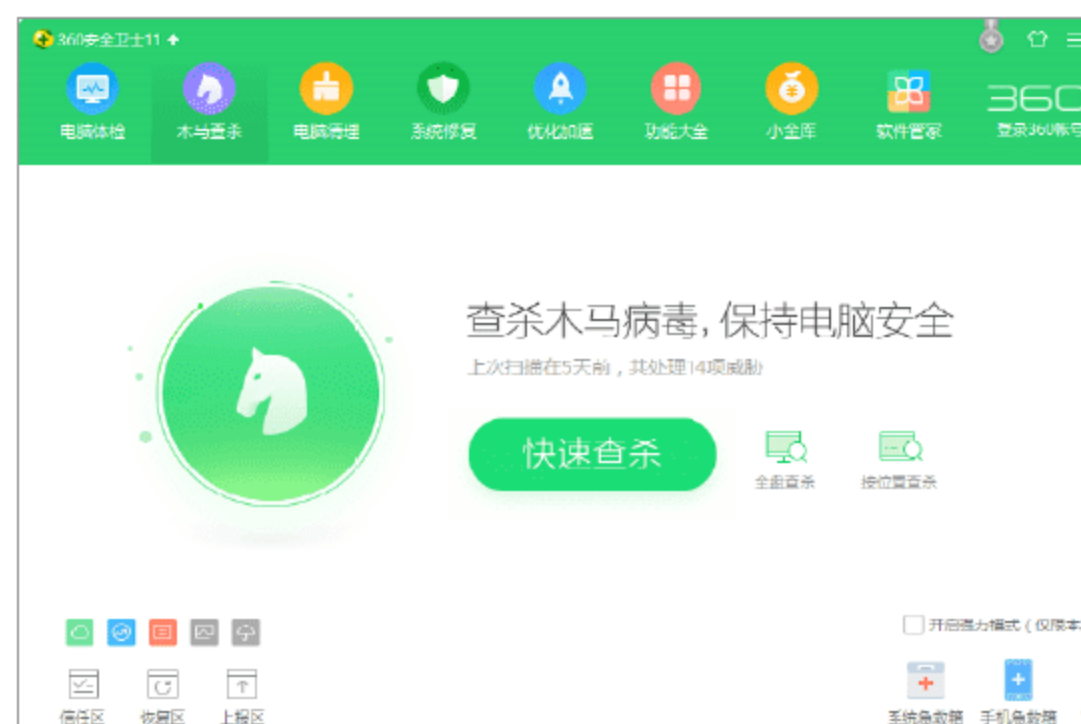 360安全卫士11
电脑体检 木马查杀 电脑清理 系统修复 优化加速 功能大全 小金库 软件管家
360
登录360帐号
查杀木马病毒, 保持电脑安全
上次扫描在5天前，共处理14项威胁
快速查杀
全盘查杀 按位置查杀
开启强力模式 ( 仅限本
信任区 恢复区 上报区 系统急救箱 手机急救箱